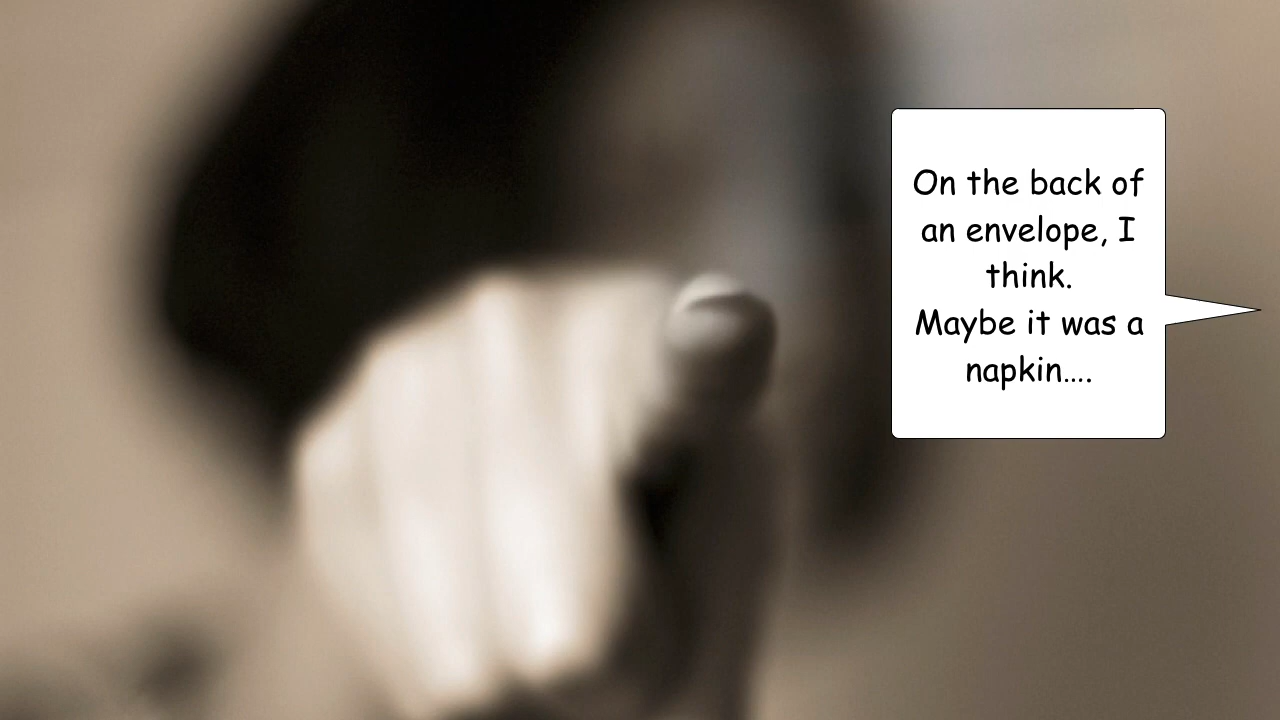 On the back of
an envelope, I
think.
Maybe it was a
napkin….